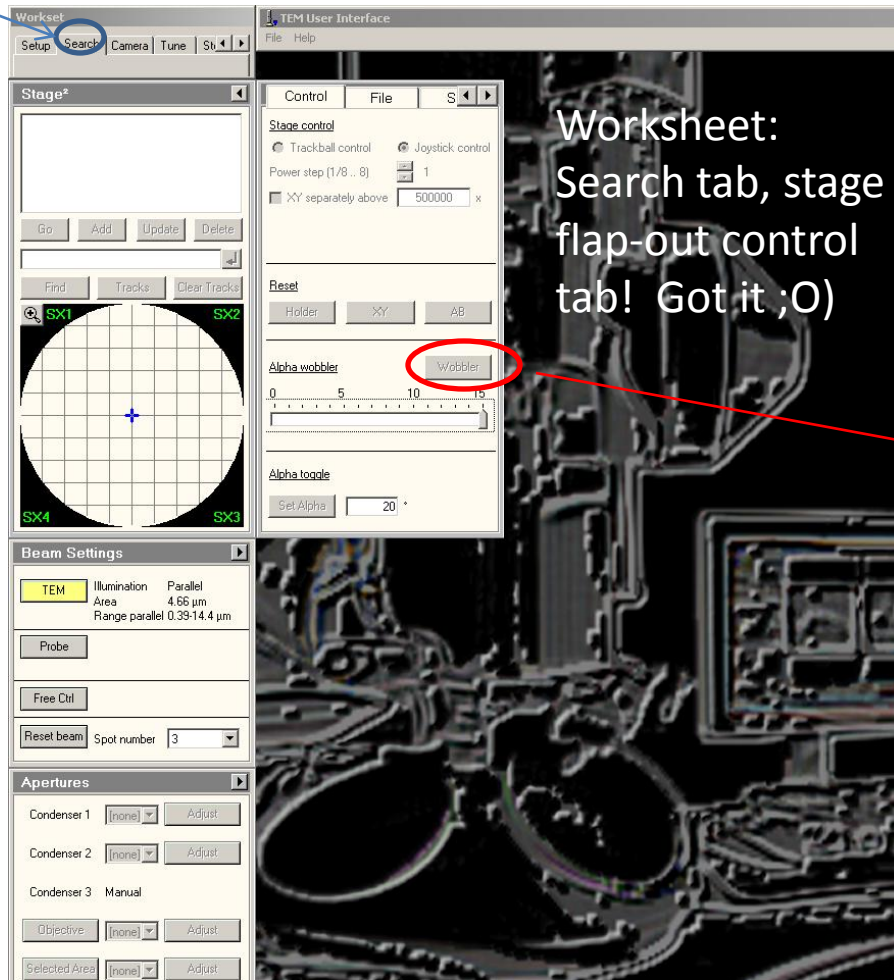 Workset
Setup Search Camera Tune
TEM User Interface
File Help
Stage²
Go Add Update Delete
Find Tracks Clear Tracks
SX1 SX2
SX4 SX3
Control File S
Stage control
Trackball control Joystick control
Power step (1/8 .. 8) 1
XY separately above 500000 x
Reset
Holder XY AB
Alpha wobbler Wobbler
0 5 10 15
Alpha toggle
Set Alpha 20 °
Worksheet:
Search tab, stage
flap-out control
tab! Got it ;O)
Beam Settings
TEM Illumination Parallel
Area 4.66 µm
Range parallel 0.39-14.4 µm
Probe
Free Ctrl
Reset beam Spot number 3
Apertures
Condenser 1 [none] Adjust
Condenser 2 [none] Adjust
Condenser 3 Manual
Objective [none] Adjust
Selected Area [none] Adjust